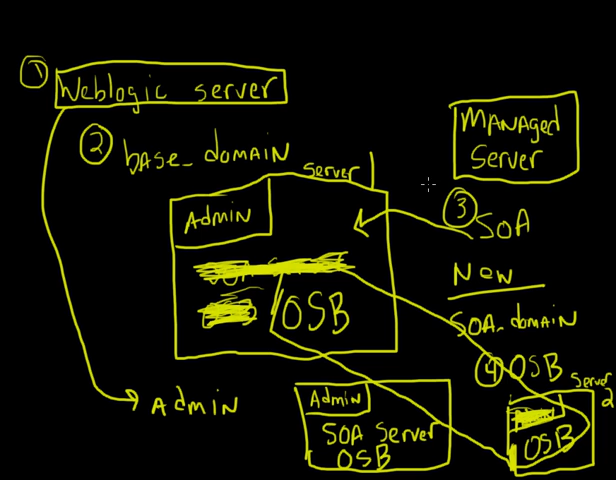 1
Weblogic server
2 base_domain
MANAged
Server
server
Admin
3 SOA
New
SOA_domain
OSB
4 OSB
Server
2
Admin
Admin
SOA Server
OSB
OSB